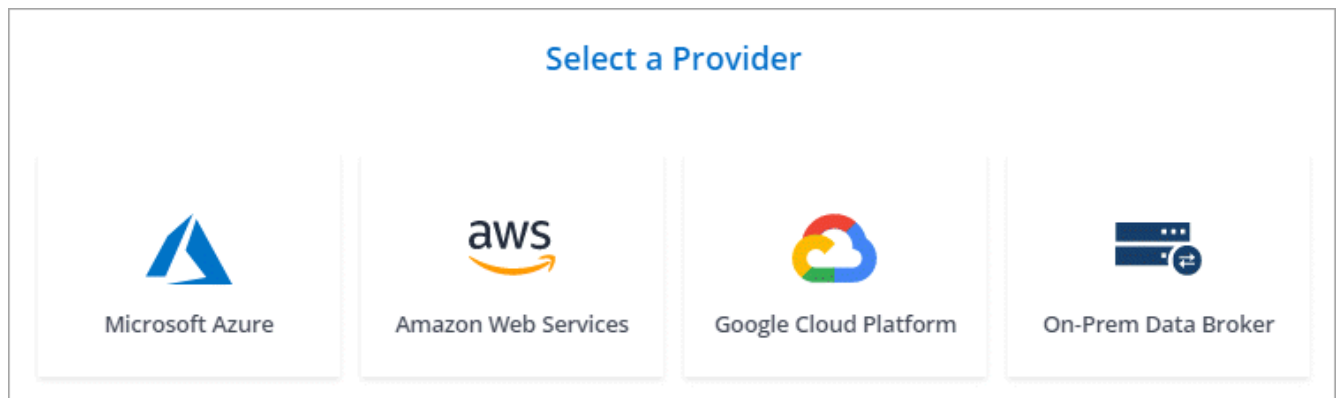 Select a Provider
aws
Microsoft Azure
Amazon Web Services
Google Cloud Platform
On-Prem Data Broker